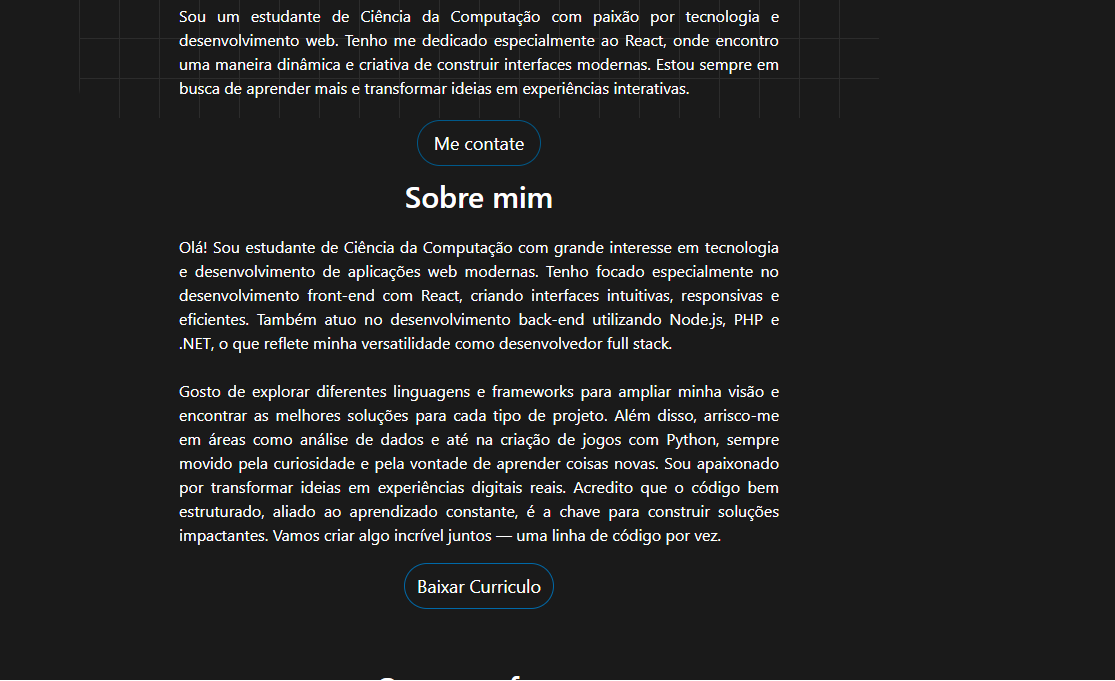 Sou um estudante de Ciência da Computação com paixão por tecnologia e
desenvolvimento web. Tenho me dedicado especialmente ao React, onde encontro
uma maneira dinâmica e criativa de construir interfaces modernas. Estou sempre em
busca de aprender mais e transformar ideias em experiências interativas.
Me contate
Sobre mim
Olá! Sou estudante de Ciência da Computação com grande interesse em tecnologia
e desenvolvimento de aplicações web modernas. Tenho focado especialmente no
desenvolvimento front-end com React, criando interfaces intuitivas, responsivas e
eficientes. Também atuo no desenvolvimento back-end utilizando Node.js, PHP e
.NET, o que reflete minha versatilidade como desenvolvedor full stack.
Gosto de explorar diferentes linguagens e frameworks para ampliar minha visão e
encontrar as melhores soluções para cada tipo de projeto. Além disso, arrisco-me
em áreas como análise de dados e até na criação de jogos com Python, sempre
movido pela curiosidade e pela vontade de aprender coisas novas. Sou apaixonado
por transformar ideias em experiências digitais reais. Acredito que o código bem
estruturado, aliado ao aprendizado constante, é a chave para construir soluções
impactantes. Vamos criar algo incrível juntos — uma linha de código por vez.
Baixar Curriculo